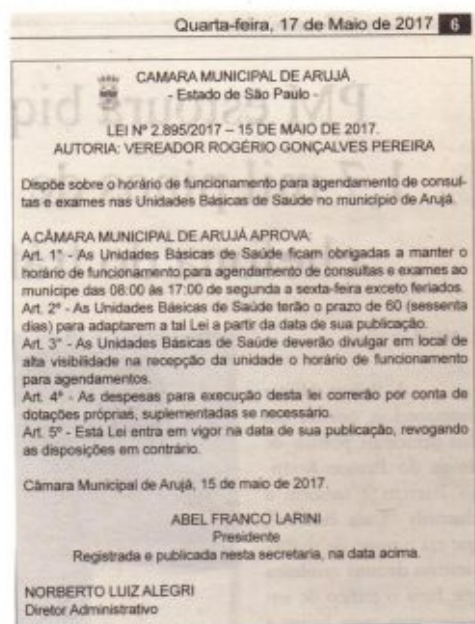 Quarta-feira, 17 de Maio de 2017 6
CAMARA MUNICIPAL DE ARUJÁ
- Estado de São Paulo -
LEI Nº 2.895/2017 – 15 DE MAIO DE 2017.
AUTORIA: VEREADOR ROGÉRIO GONÇALVES PEREIRA
Dispõe sobre o horário de funcionamento para agendamento de consul-
tas e exames nas Unidades Básicas de Saúde no município de Arujá.
A CÂMARA MUNICIPAL DE ARUJÁ APROVA:
Art. 1º - As Unidades Básicas de Saúde ficam obrigadas a manter o
horário de funcionamento para agendamento de consultas e exames ao
munícipe das 08:00 às 17:00 de segunda a sexta-feira exceto feriados.
Art. 2º - As Unidades Básicas de Saúde terão o prazo de 60 (sessenta
dias) para adaptarem a tal Lei a partir da data de sua publicação.
Art. 3º - As Unidades Básicas de Saúde deverão divulgar em local de
alta visibilidade na recepção da unidade o horário de funcionamento
para agendamentos.
Art. 4º - As despesas para execução desta lei correrão por conta de
dotações próprias, suplementadas se necessário.
Art. 5º - Está Lei entra em vigor na data de sua publicação, revogando
as disposições em contrário.
Câmara Municipal de Arujá, 15 de maio de 2017.
ABEL FRANCO LARINI
Presidente
Registrada e publicada nesta secretaria, na data acima.
NORBERTO LUIZ ALEGRI
Diretor Administrativo